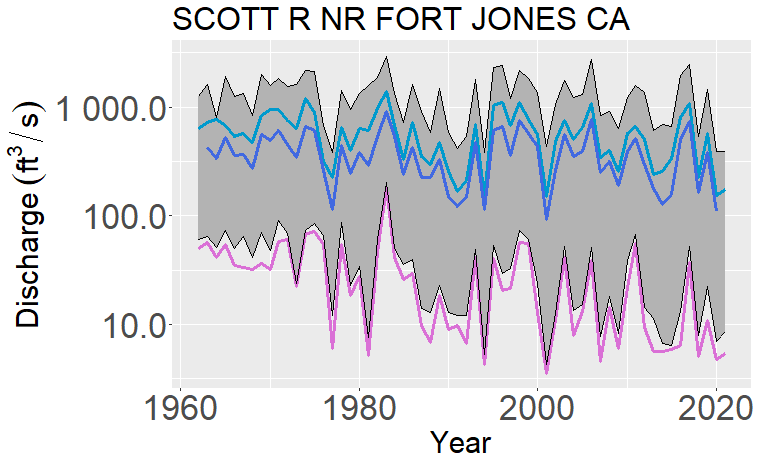 SCOTT R NR FORT JONES CA
Discharge (ft³/s)
1 000.0
100.0
10.0
1960 1980 2000 2020
Year